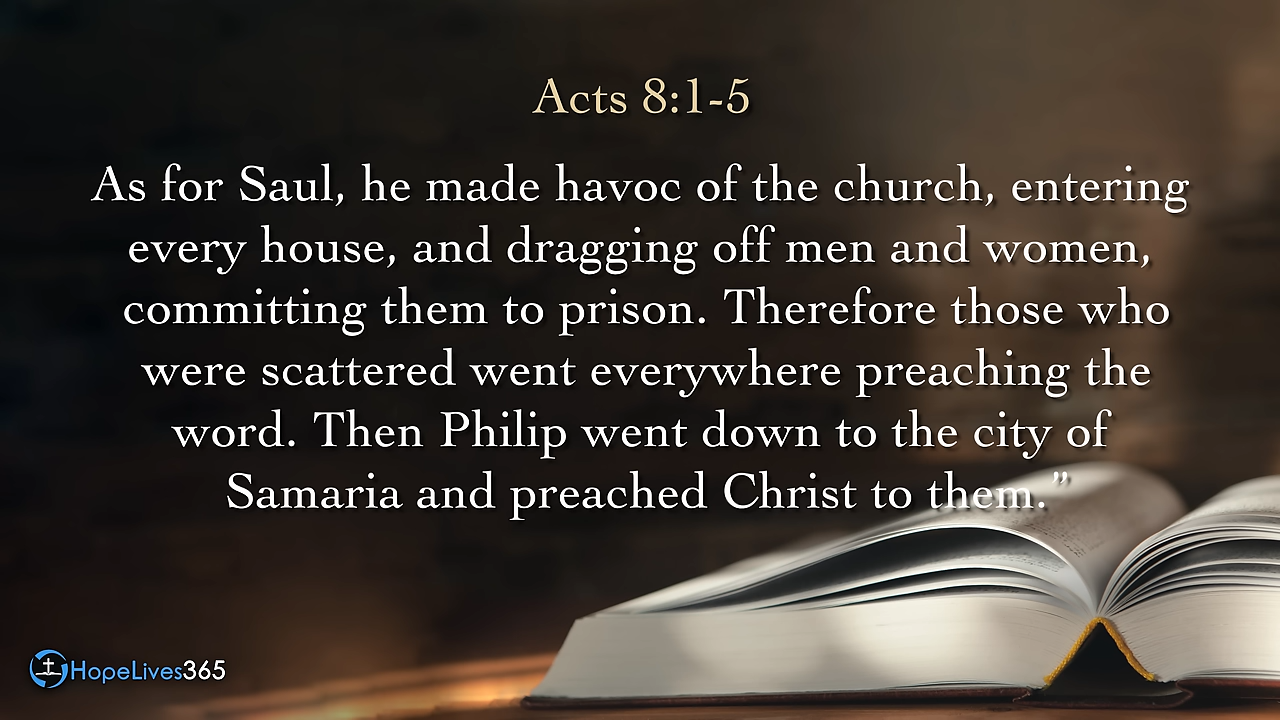 Acts 8:1-5
As for Saul, he made havoc of the church, entering
every house, and dragging off men and women,
committing them to prison. Therefore those who
were scattered went everywhere preaching the
word. Then Philip went down to the city of
Samaria and preached Christ to them.”
HopeLives365